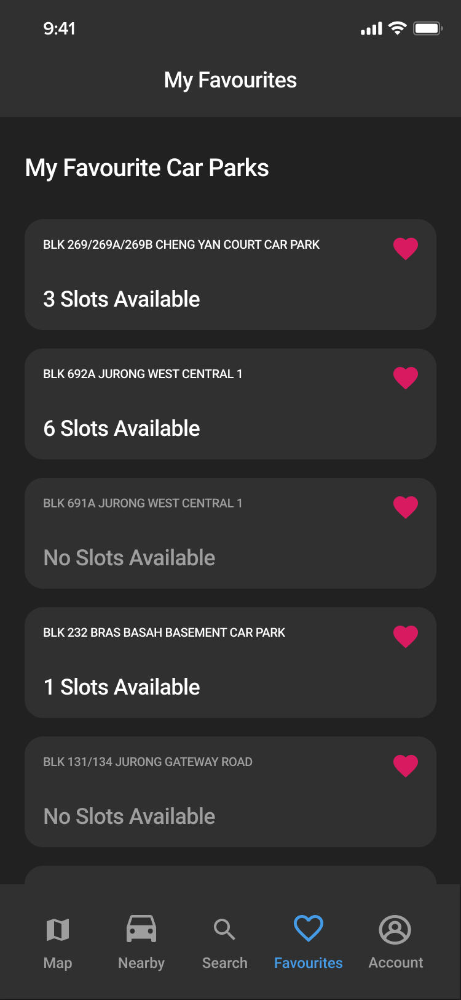 9:41
My Favourites
My Favourite Car Parks
BLK 269/269A/269B CHENG YAN COURT CAR PARK
3 Slots Available
BLK 692A JURONG WEST CENTRAL 1
6 Slots Available
BLK 691A JURONG WEST CENTRAL 1
No Slots Available
BLK 232 BRAS BASAH BASEMENT CAR PARK
1 Slots Available
BLK 131/134 JURONG GATEWAY ROAD
No Slots Available
Map Nearby Search Favourites Account